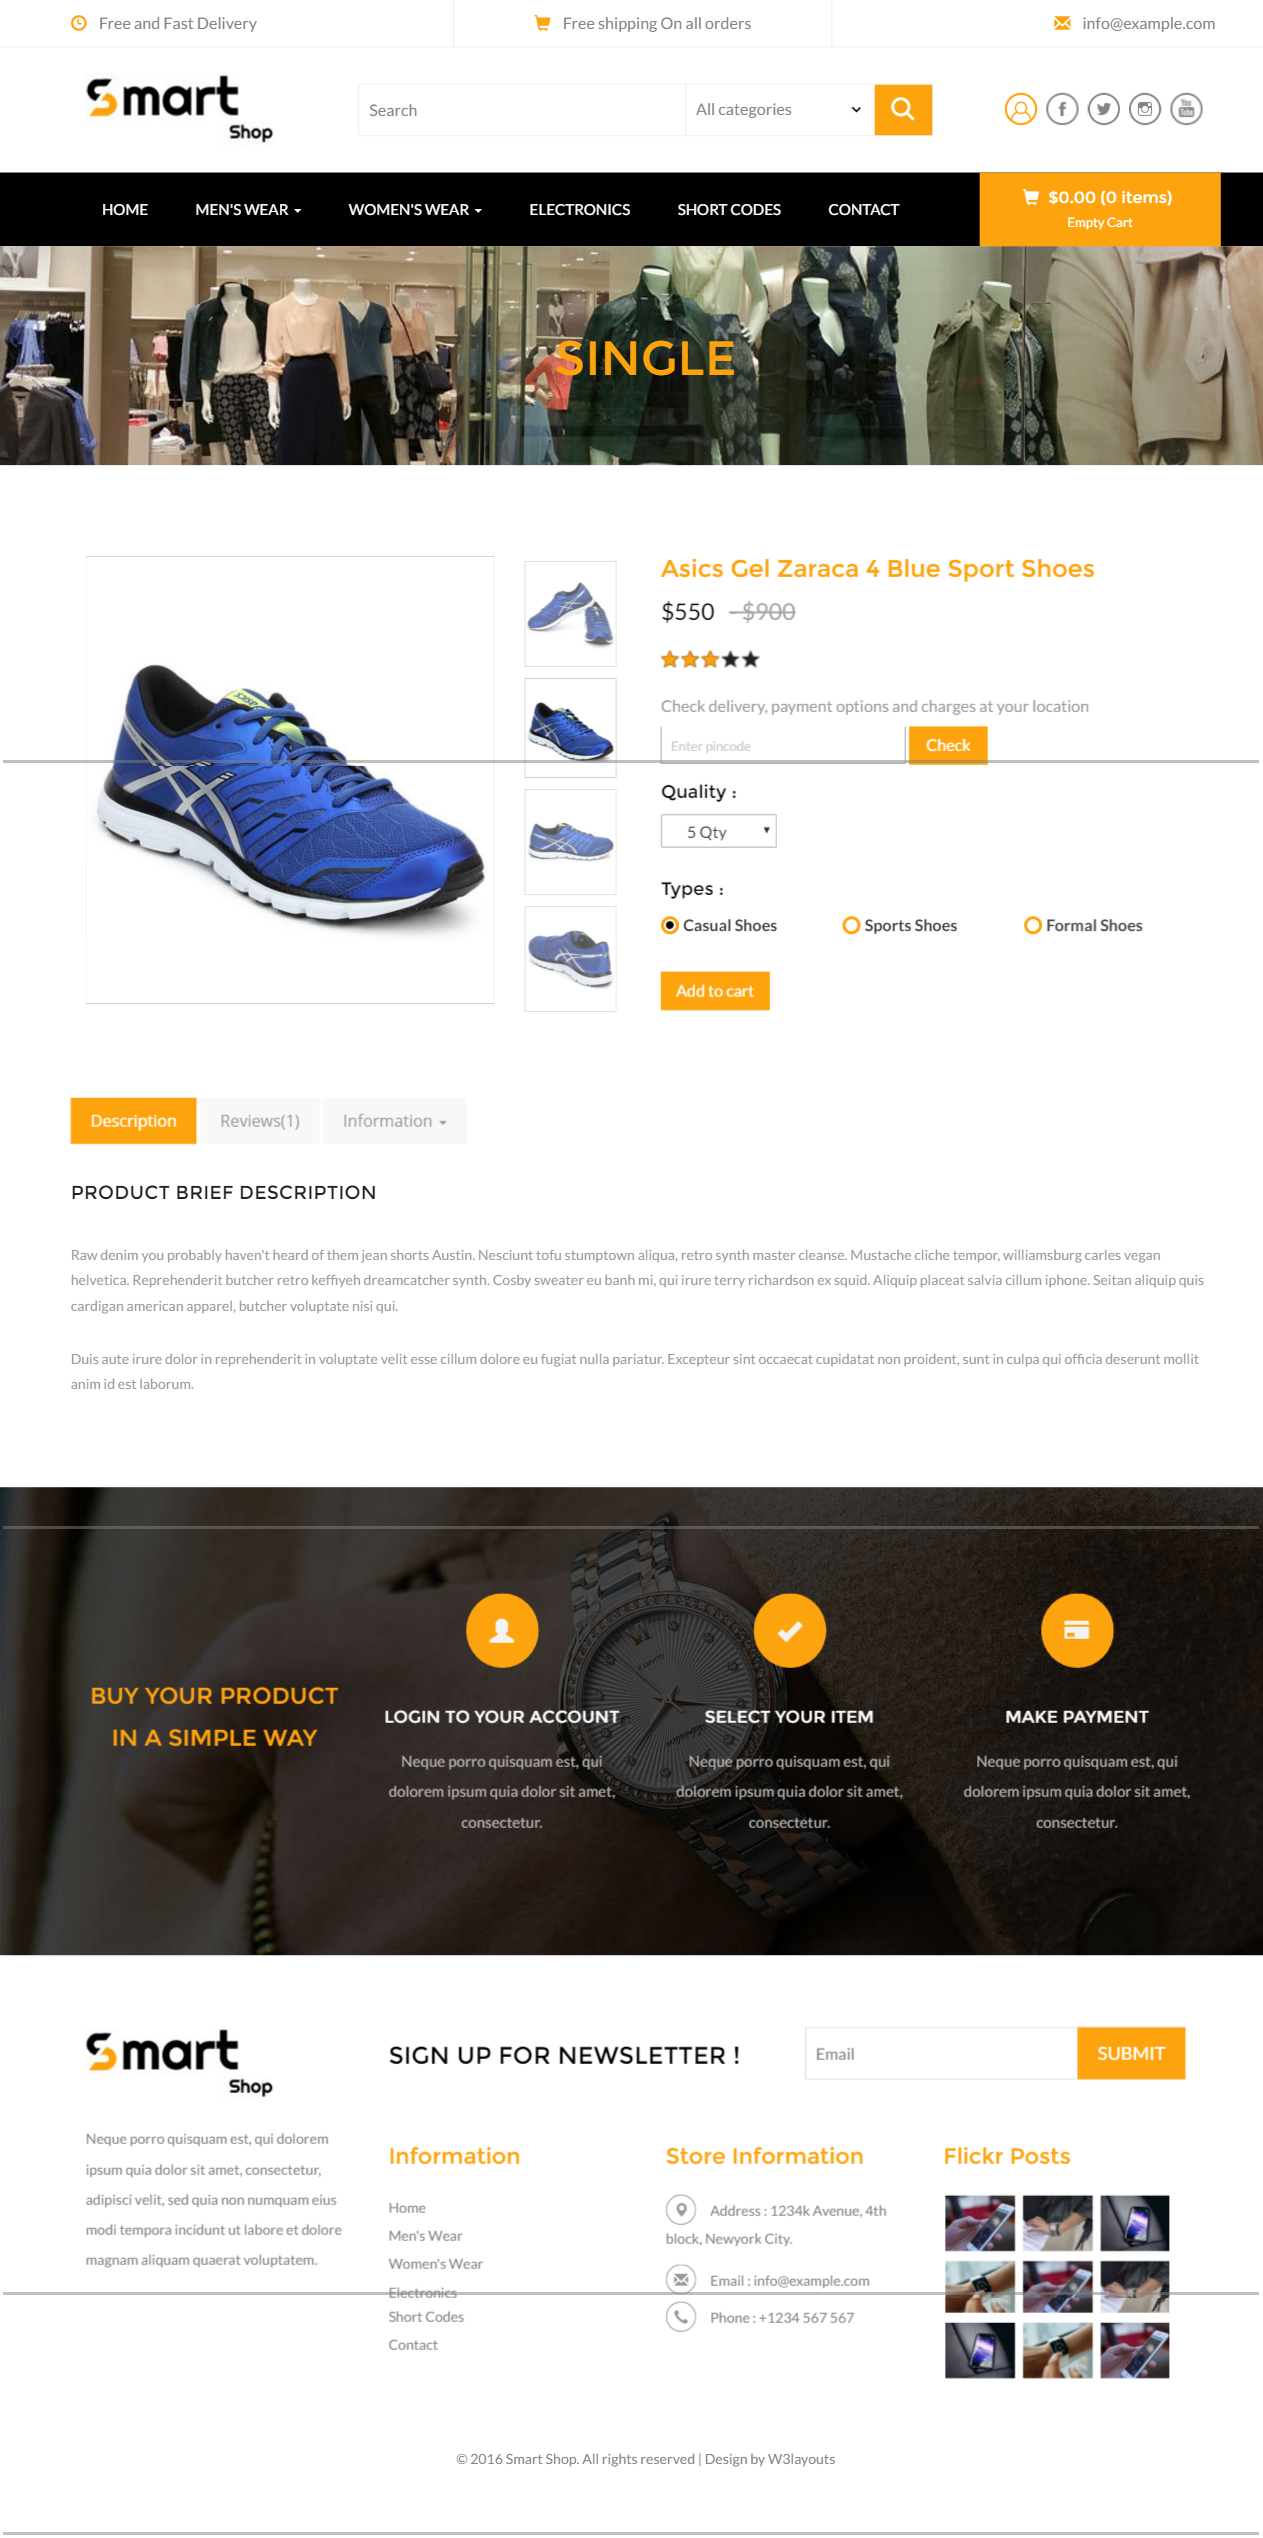 Free and Fast Delivery
Free shipping On all orders
info@example.com
Smart
Shop
Search
All categories
You
Tube
HOME
MEN'S WEAR
WOMEN'S WEAR
ELECTRONICS
SHORT CODES
CONTACT
$0.00 (0 items)
Empty Cart
SINGLE
Asics Gel Zaraca 4 Blue Sport Shoes
$550 - $900
Check delivery, payment options and charges at your location
Enter pincode
Check
Quality :
5 Qty
Types :
Casual Shoes
Sports Shoes
Formal Shoes
Add to cart
Description
Reviews(1)
Information
PRODUCT BRIEF DESCRIPTION
Raw denim you probably haven't heard of them jean shorts Austin. Nesciunt tofu stumptown aliqua, retro synth master cleanse. Mustache cliche tempor, williamsburg carles vegan
helvetica. Reprehenderit butcher retro keffiyeh dreamcatcher synth. Cosby sweater eu banh mi, qui irure terry richardson ex squid. Aliquip placeat salvia cillum iphone. Seitan aliquip quis
cardigan american apparel, butcher voluptate nisi qui.
Duis aute irure dolor in reprehenderit in voluptate velit esse cillum dolore eu fugiat nulla pariatur. Excepteur sint occaecat cupidatat non proident, sunt in culpa qui officia deserunt mollit
anim id est laborum.
BUY YOUR PRODUCT
IN A SIMPLE WAY
LOGIN TO YOUR ACCOUNT
Neque porro quisquam est, qui
dolorem ipsum quia dolor sit amet,
consectetur.
SELECT YOUR ITEM
Neque porro quisquam est, qui
dolorem ipsum quia dolor sit amet,
consectetur.
MAKE PAYMENT
Neque porro quisquam est, qui
dolorem ipsum quia dolor sit amet,
consectetur.
Smart
Shop
Neque porro quisquam est, qui dolorem
ipsum quia dolor sit amet, consectetur,
adipisci velit, sed quia non numquam eius
modi tempora incidunt ut labore et dolore
magnam aliquam quaerat voluptatem.
SIGN UP FOR NEWSLETTER !
Email
SUBMIT
Information
Home
Men's Wear
Women's Wear
Electronics
Short Codes
Contact
Store Information
Address : 1234k Avenue, 4th
block, Newyork City.
Email : info@example.com
Phone : +1234 567 567
Flickr Posts
© 2016 Smart Shop. All rights reserved | Design by W3layouts